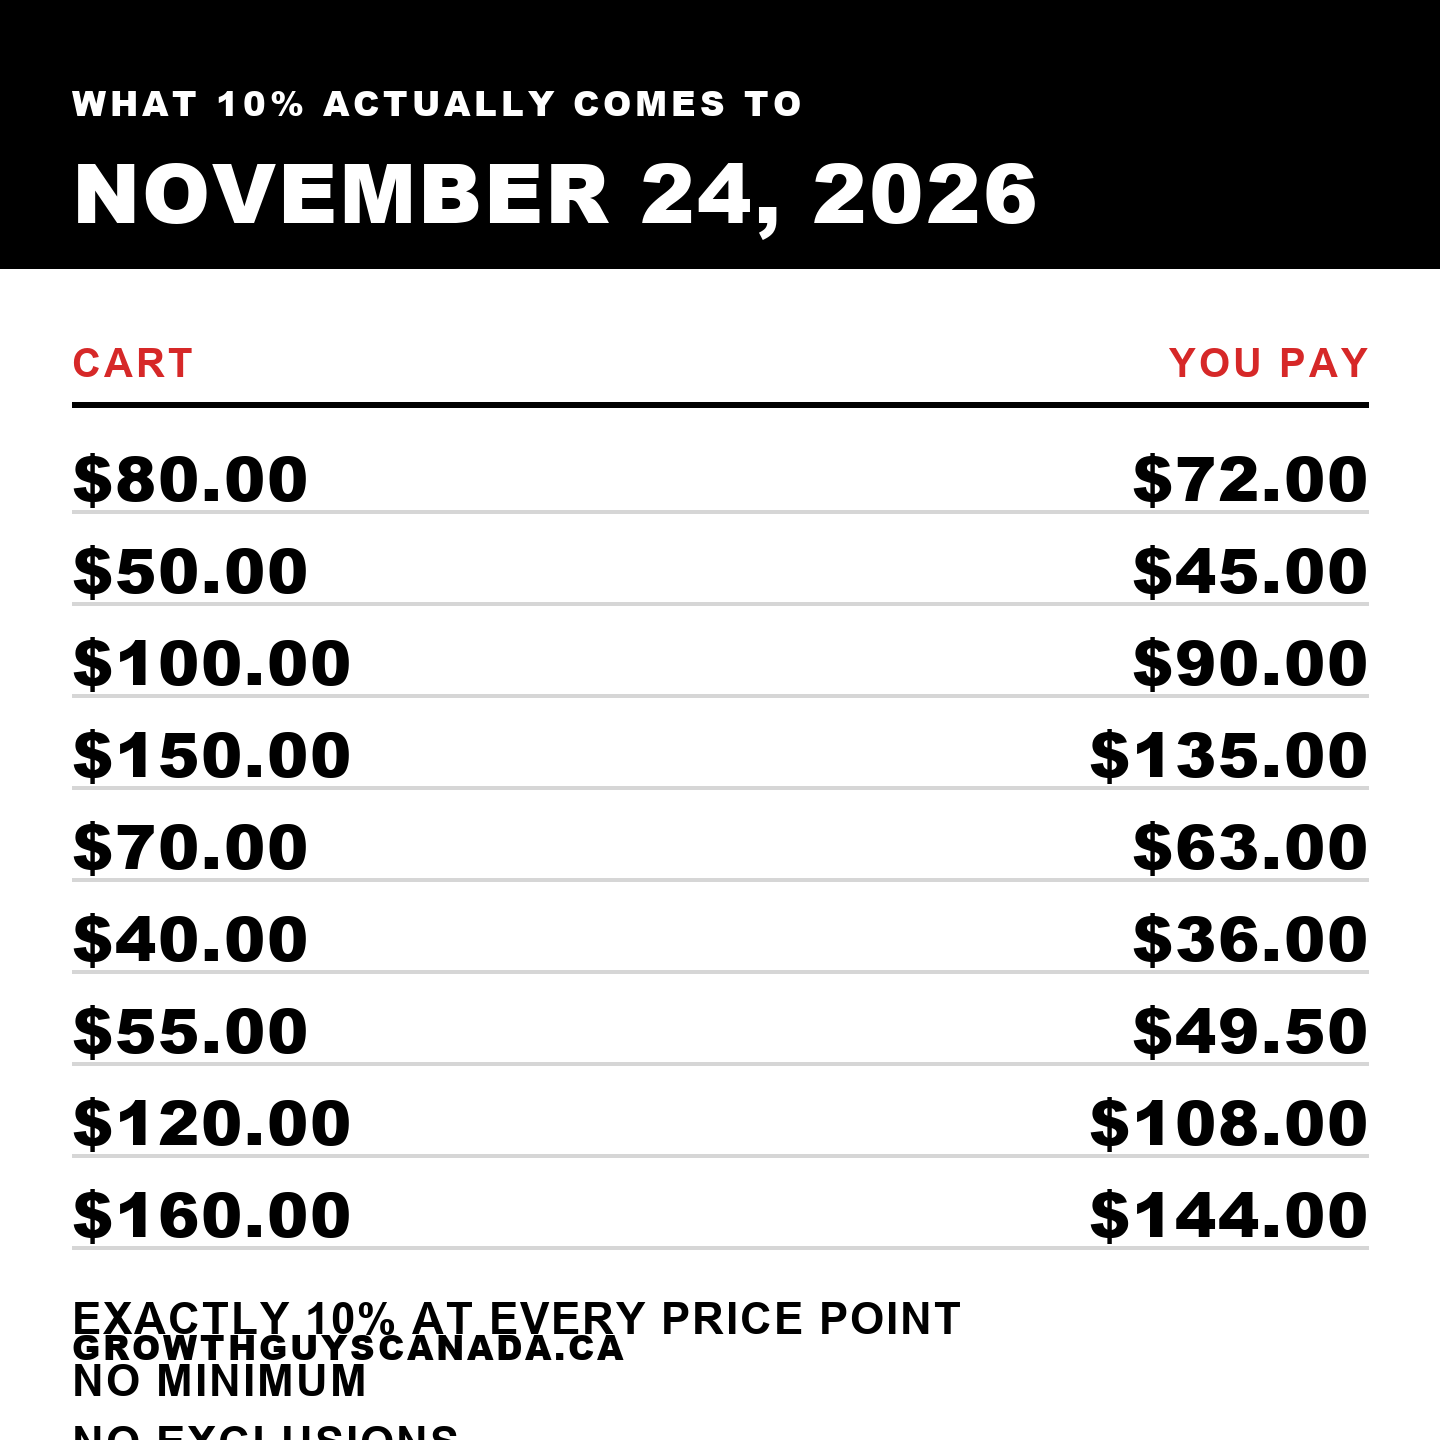 WHAT 10% ACTUALLY COMES TO
NOVEMBER 24, 2026
CART YOU PAY
$80.00 $72.00
$50.00 $45.00
$100.00 $90.00
$150.00 $135.00
$70.00 $63.00
$40.00 $36.00
$55.00 $49.50
$120.00 $108.00
$160.00 $144.00
EXACTLY 10% AT EVERY PRICE POINT
GROWTHGUYSCANADA.CA
NO MINIMUM
NO EXCLUSIONS